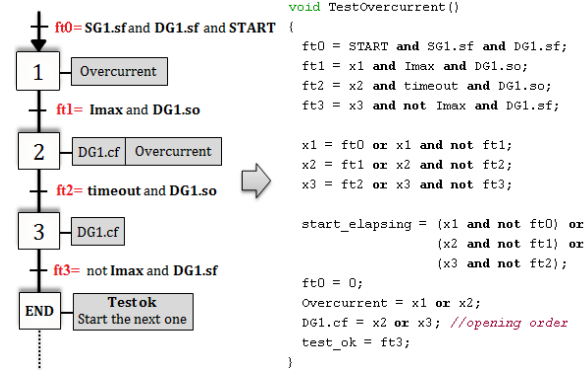 ft0= SG1.sf and DG1.sf and START
1
Overcurrent
ft1= Imax and DG1.so
2
DG1.cf
Overcurrent
ft2= timeout and DG1.so
3
DG1.cf
ft3= not Imax and DG1.sf
END
Test ok
Start the next one
void TestOvercurrent()
{
ft0 = START and SG1.sf and DG1.sf;
ft1 = x1 and Imax and DG1.so;
ft2 = x2 and timeout and DG1.so;
ft3 = x3 and not Imax and DG1.sf;
x1 = ft0 or x1 and not ft1;
x2 = ft1 or x2 and not ft2;
x3 = ft2 or x3 and not ft3;
start_elapsing = (x1 and not ft0) or
(x2 and not ft1) or
(x3 and not ft2);
ft0 = 0;
Overcurrent = x1 or x2;
DG1.cf = x2 or x3; //opening order
test_ok = ft3;
}